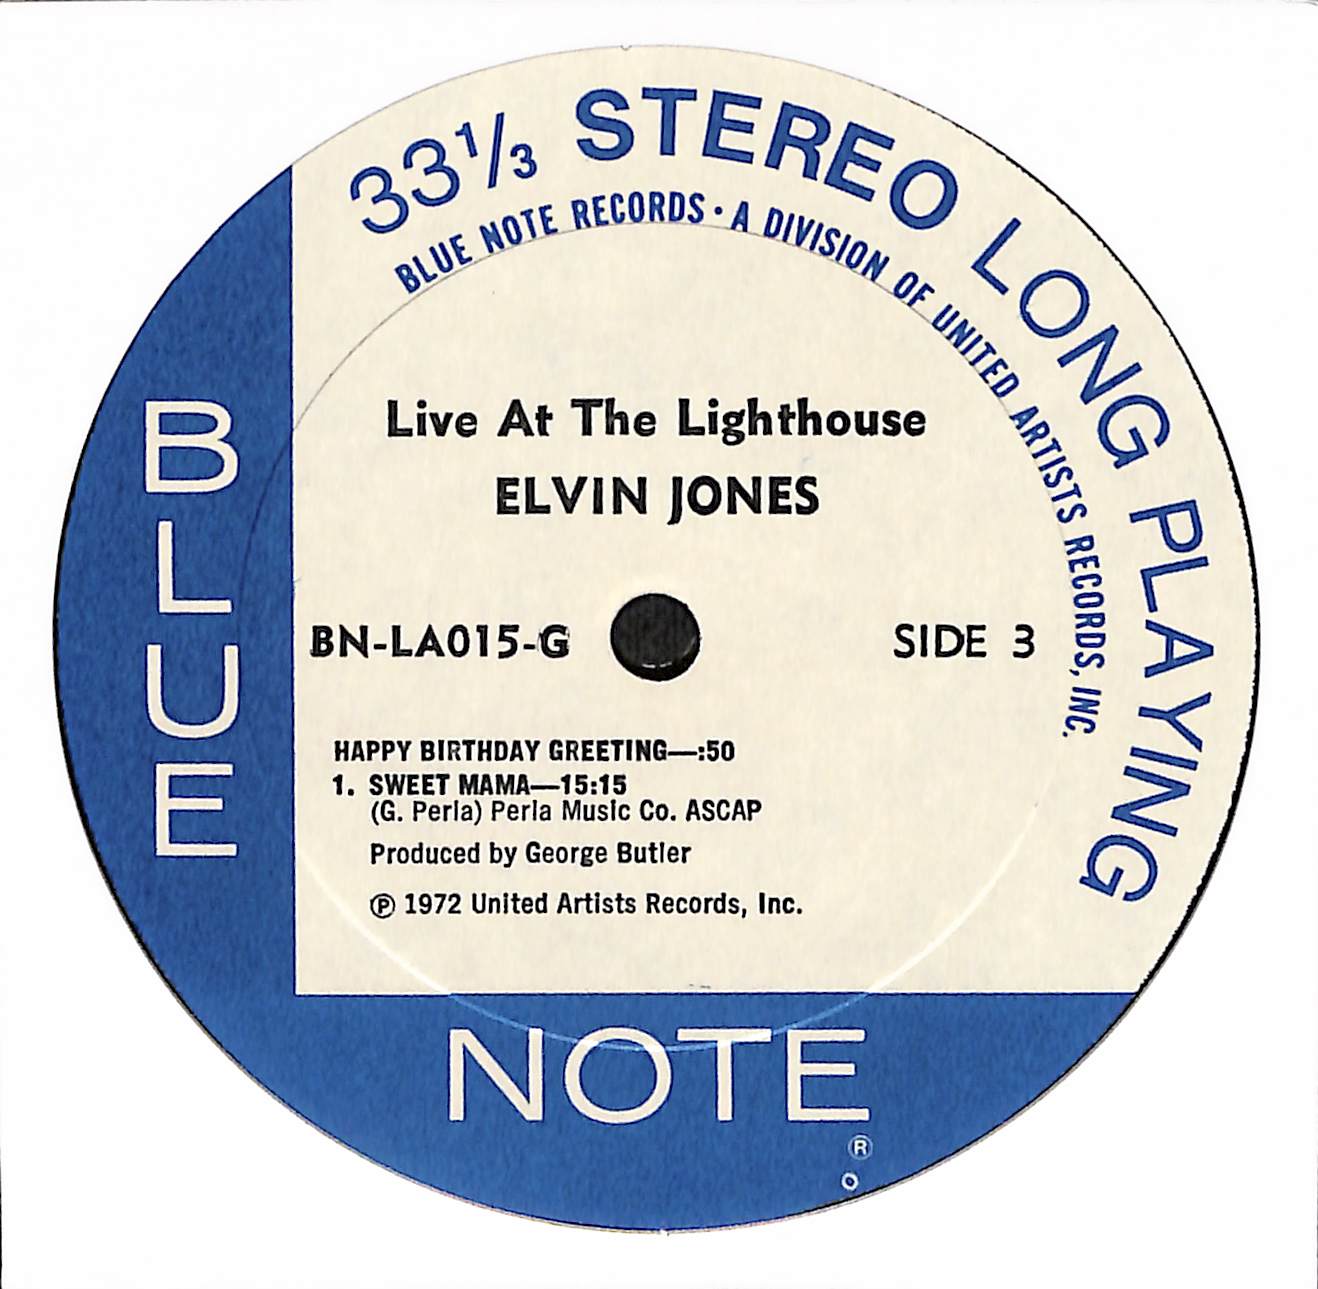 33⅓ STEREO LONG PLAYING
BLUE NOTE RECORDS • A DIVISION OF UNITED ARTISTS RECORDS, INC.
Live At The Lighthouse
ELVIN JONES
BN-LA015-G
SIDE 3
HAPPY BIRTHDAY GREETING—:50
1. SWEET MAMA—15:15
(G. Perla) Perla Music Co. ASCAP
Produced by George Butler
℗ 1972 United Artists Records, Inc.
BLUE
NOTE
®